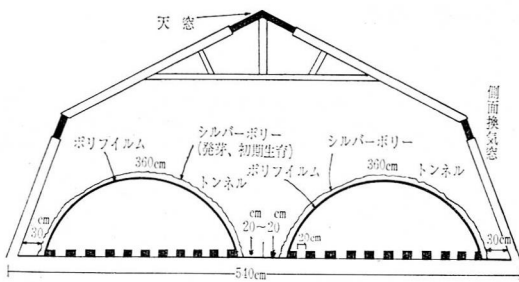 天窓
側面換気窓
ポリフイルム
シルバーポリー
(発芽、初期生育)
360cm
トンネル
シルバーポリー
360cm
ポリフイルム
トンネル
cm
30
cm cm
20~20
20cm
30cm
540cm